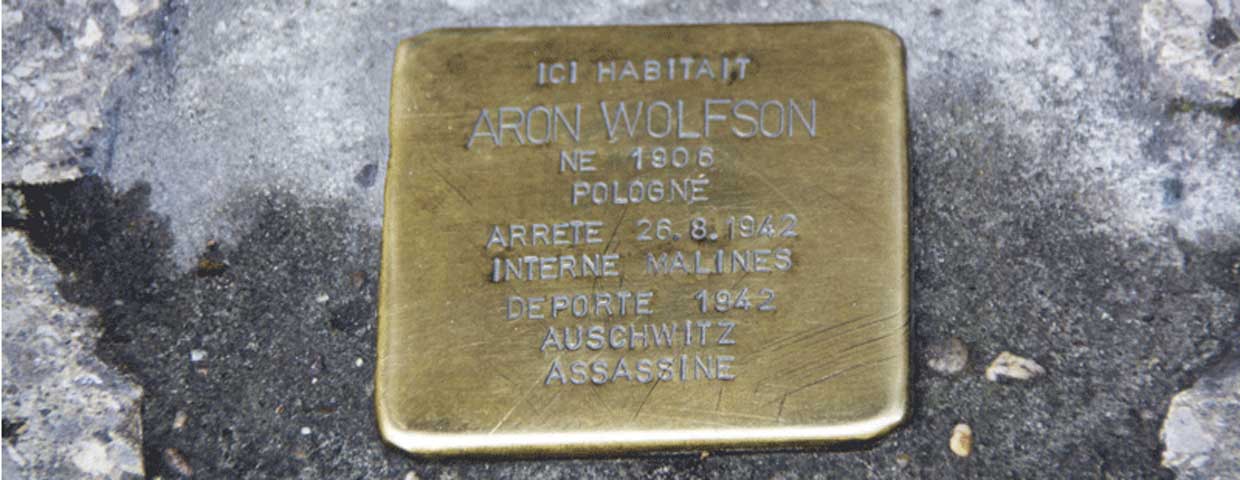 ICI HABITAIT
ARON WOLFSON
NE 1906
POLOGNE
ARRETE 26.8.1942
INTERNE MALINES
DEPORTE 1942
AUSCHWITZ
ASSASSINE